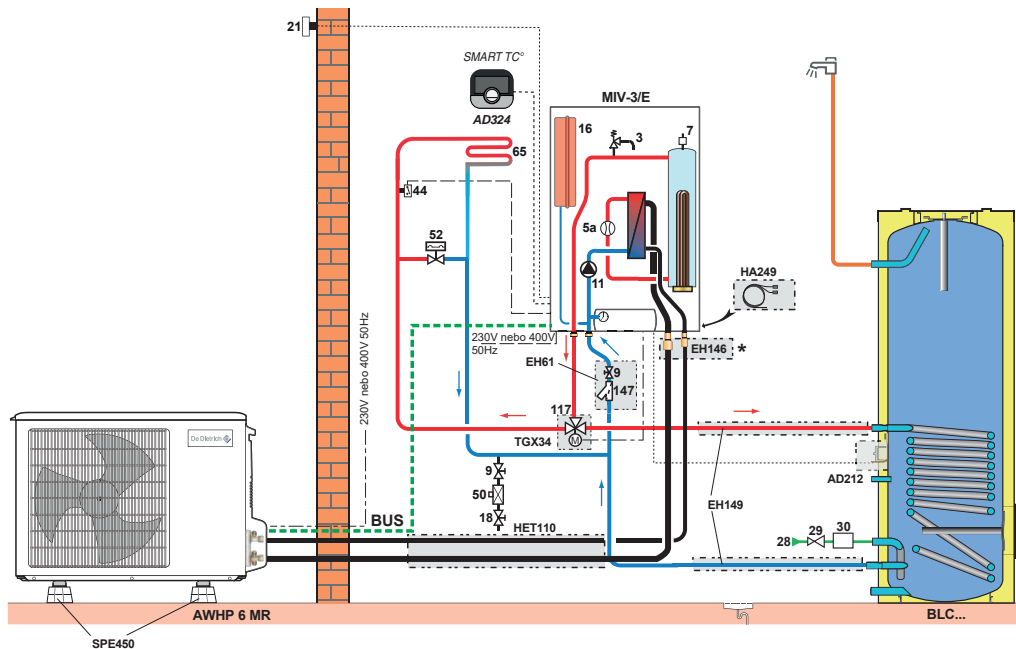 21
SMART TC°
AD324
MIV-3/E
16
3
7
65
44
5a
52
11
HA249
230V nebo 400V 50Hz
230V nebo 400V
50Hz
EH146 *
EH61
9
147
117
M
TGX34
De Dietrich
AD212
9
50
18
BUS
HET110
EH149
28
29
30
AWHP 6 MR
BLC...
SPE450